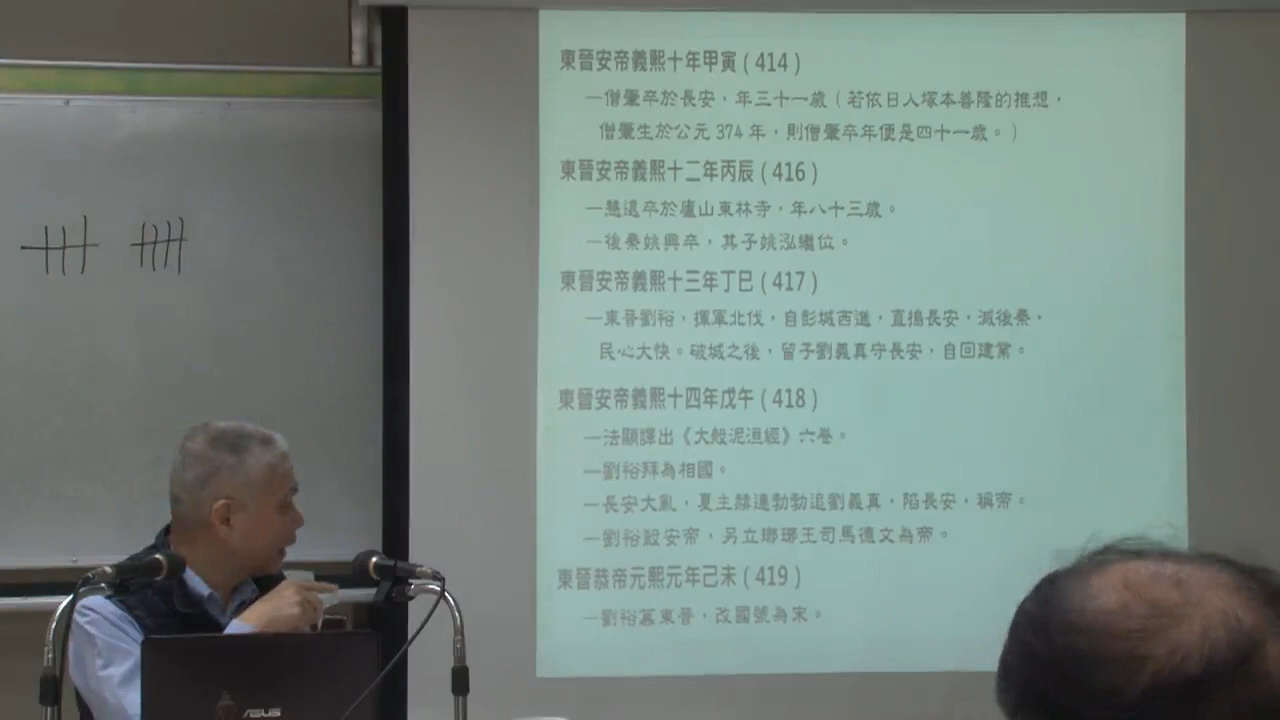 東晉安帝義熙十年甲寅(414)
—僧肇卒於長安,年三十一歲(若依日人塚本善隆的推想,
僧肇生於公元374年,則僧肇卒年便是四十一歲。)
東晉安帝義熙十二年丙辰(416)
—慧遠卒於廬山東林寺,年八十三歲。
—後秦姚興卒,其子姚泓繼位。
東晉安帝義熙十三年丁巳(417)
—東晉劉裕,揮軍北伐,自彭城西進,直搗長安,滅後秦,
民心大快。破城之後,留子劉義真守長安,自回建業。
東晉安帝義熙十四年戊午(418)
—法顯譯出《大般泥洹經》六卷。
—劉裕拜為相國。
—長安大亂,夏主赫連勃勃追劉義真,陷長安,稱帝。
—劉裕殺安帝,另立瑯琊王司馬德文為帝。
東晉恭帝元熙元年己未(419)
—劉裕篡東晉,改國號為宋。
ASUS